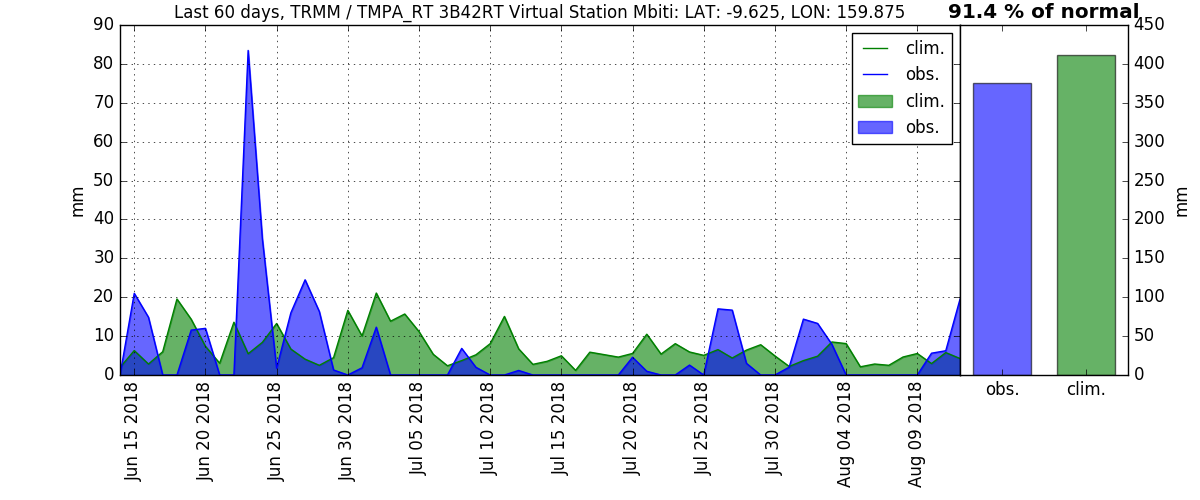 Last 60 days, TRMM / TMPA_RT 3B42RT Virtual Station Mbiti: LAT: -9.625, LON: 159.875
91.4 % of normal
90
80
70
60
50
40
30
20
10
0
mm
clim.
obs.
clim.
obs.
Jun 15 2018
Jun 20 2018
Jun 25 2018
Jun 30 2018
Jul 05 2018
Jul 10 2018
Jul 15 2018
Jul 20 2018
Jul 25 2018
Jul 30 2018
Aug 04 2018
Aug 09 2018
450
400
350
300
250
200
150
100
50
0
mm
obs.
clim.